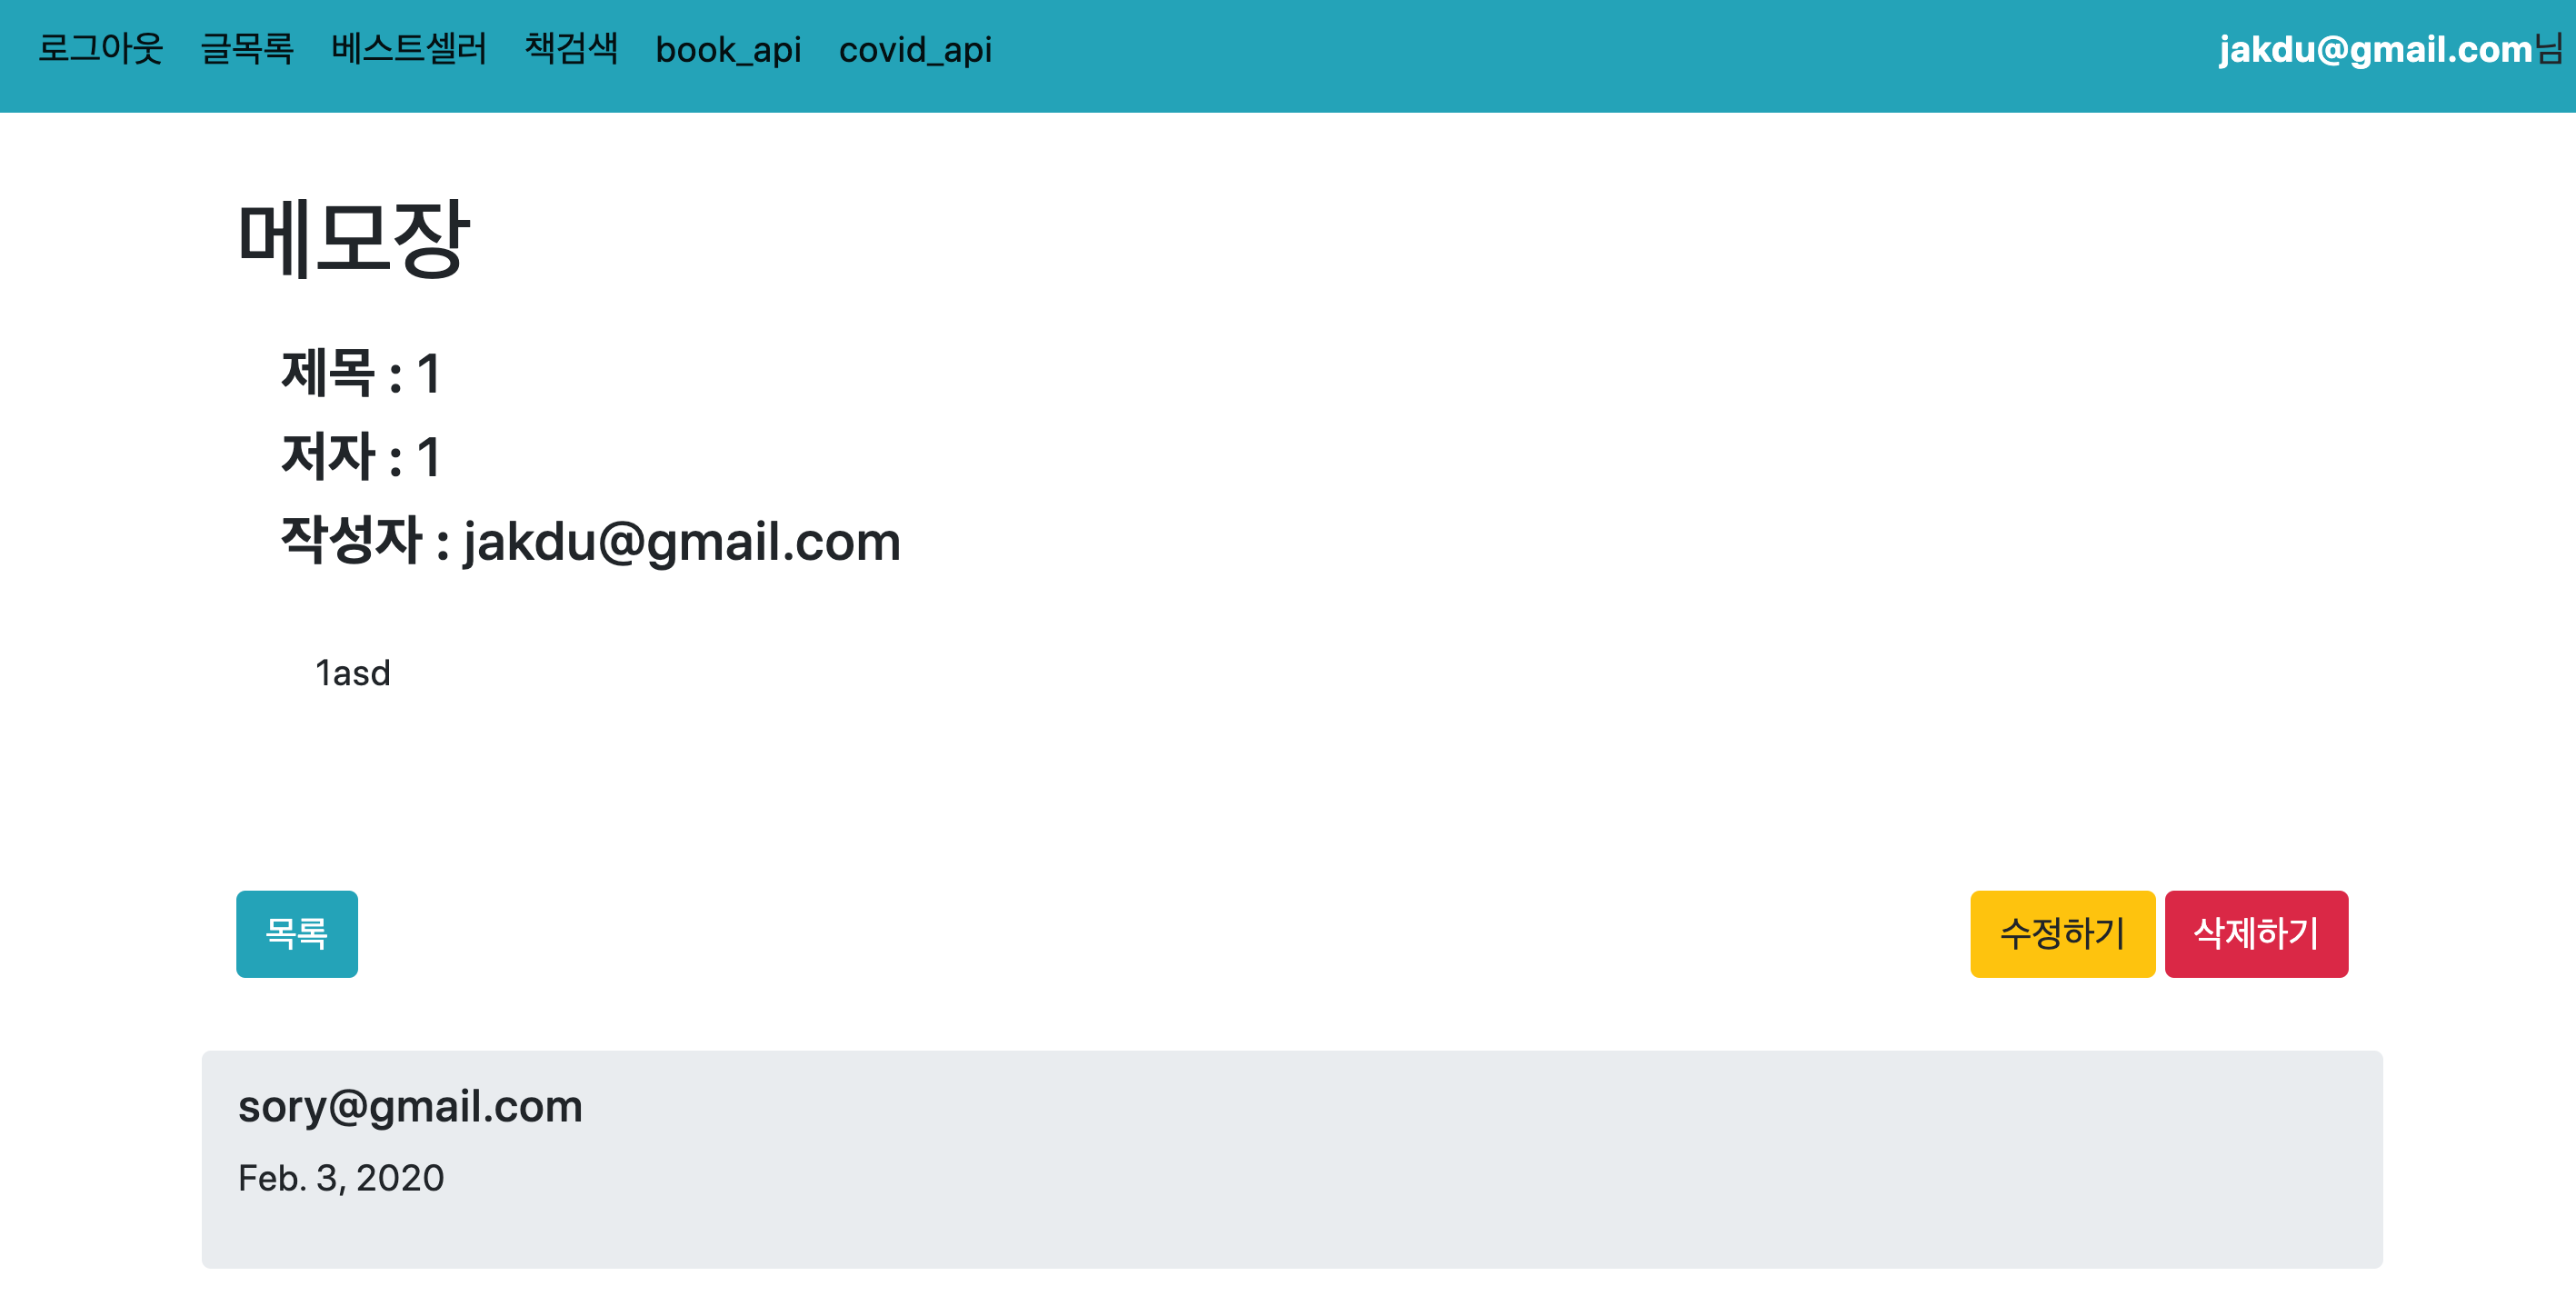 로그아웃 글목록 베스트셀러 책검색 book_api covid_api jakdu@gmail.com님
메모장
제목 : 1
저자 : 1
작성자 : jakdu@gmail.com
1asd
목록 수정하기 삭제하기
sory@gmail.com
Feb. 3, 2020